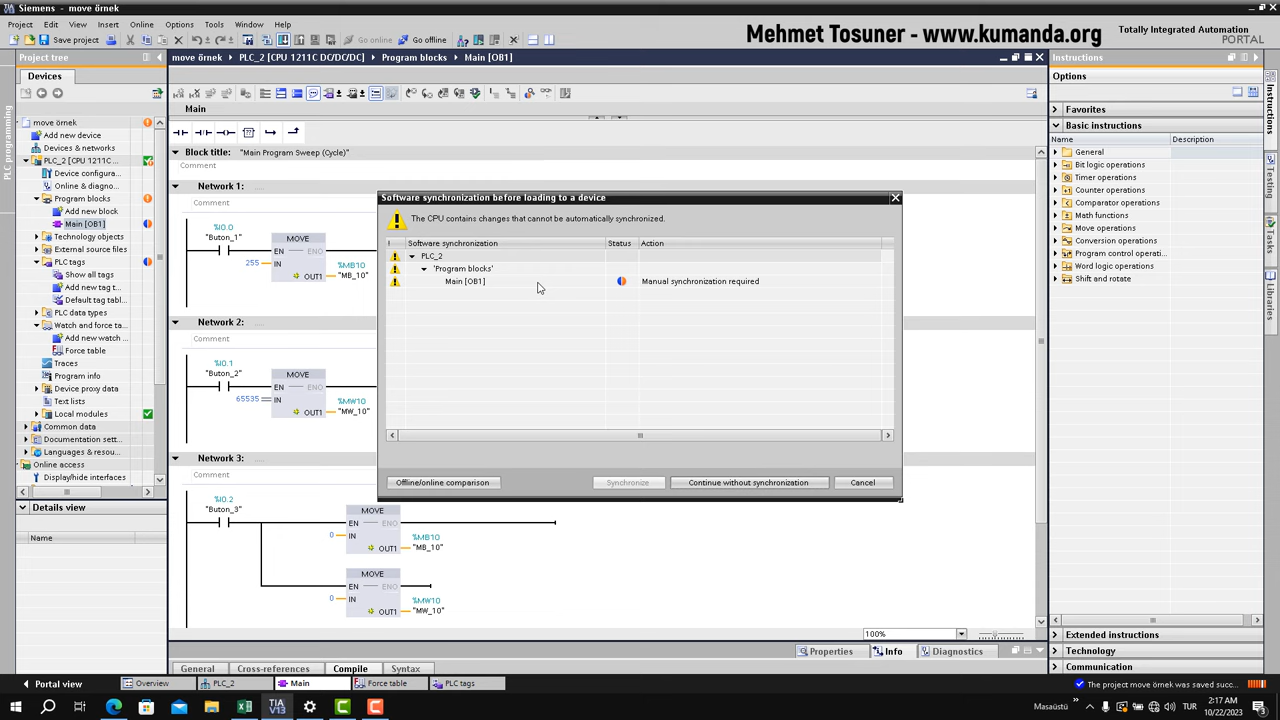 Siemens - move örnek
Project Edit View Insert Online Options Tools Window Help
Mehmet Tosuner - www.kumanda.org
Totally Integrated Automation
PORTAL
Save project
Go online
Go offline
Project tree
move örnek PLC_2 [CPU 1211C DC/DC/DC] Program blocks Main [OB1]
Instructions
Devices
Options
PLC programming
Main
Favorites
Basic instructions
Name Description
General
Bit logic operations
Timer operations
Counter operations
Comparator operations
Math functions
Move operations
Conversion operations
Program control operati...
Word logic operations
Shift and rotate
Instructions
Testing
Tasks
Libraries
move örnek
Add new device
Devices & networks
PLC_2 [CPU 1211C ...
Device configura...
Online & diagno...
Program blocks
Add new block
Main [OB1]
Technology objects
External source files
PLC tags
Show all tags
Add new tag t...
Default tag tabl...
PLC data types
Watch and force ta...
Add new watch ...
Force table
Traces
Program info
Device proxy data
Text lists
Local modules
Common data
Documentation sett...
Languages & resou...
Online access
Display/hide interfaces
Details view
Name
Block title: "Main Program Sweep (Cycle)"
Comment
Network 1: .....
Comment
%I0.0
"Buton_1"
MOVE
EN ENO
255 IN
%MB10
OUT1 "MB_10"
Network 2: .....
Comment
%I0.1
"Buton_2"
MOVE
EN ENO
65535 IN
%MW10
OUT1 "MW_10"
Network 3: .....
Comment
%I0.2
"Buton_3"
MOVE
EN ENO
0 IN
%MB10
OUT1 "MB_10"
MOVE
EN ENO
0 IN
%MW10
OUT1 "MW_10"
Software synchronization before loading to a device
The CPU contains changes that cannot be automatically synchronized.
! Software synchronization Status Action
PLC_2
'Program blocks'
Main [OB1] Manual synchronization required
Offline/online comparison Synchronize Continue without synchronization Cancel
100%
Properties Info Diagnostics
General Cross-references Compile Syntax
Extended instructions
Technology
Communication
Portal view Overview PLC_2 Main Force table PLC tags
The project move örnek was saved succ...
TIA
V13
Masaüstü
TUR
2:17 AM
10/22/2023
3